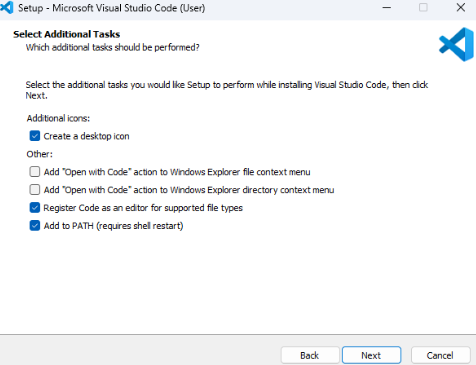 Setup - Microsoft Visual Studio Code (User)
Select Additional Tasks
Which additional tasks should be performed?
Select the additional tasks you would like Setup to perform while installing Visual Studio Code, then click
Next.
Additional icons:
Create a desktop icon
Other:
Add "Open with Code" action to Windows Explorer file context menu
Add "Open with Code" action to Windows Explorer directory context menu
Register Code as an editor for supported file types
Add to PATH (requires shell restart)
Back Next Cancel